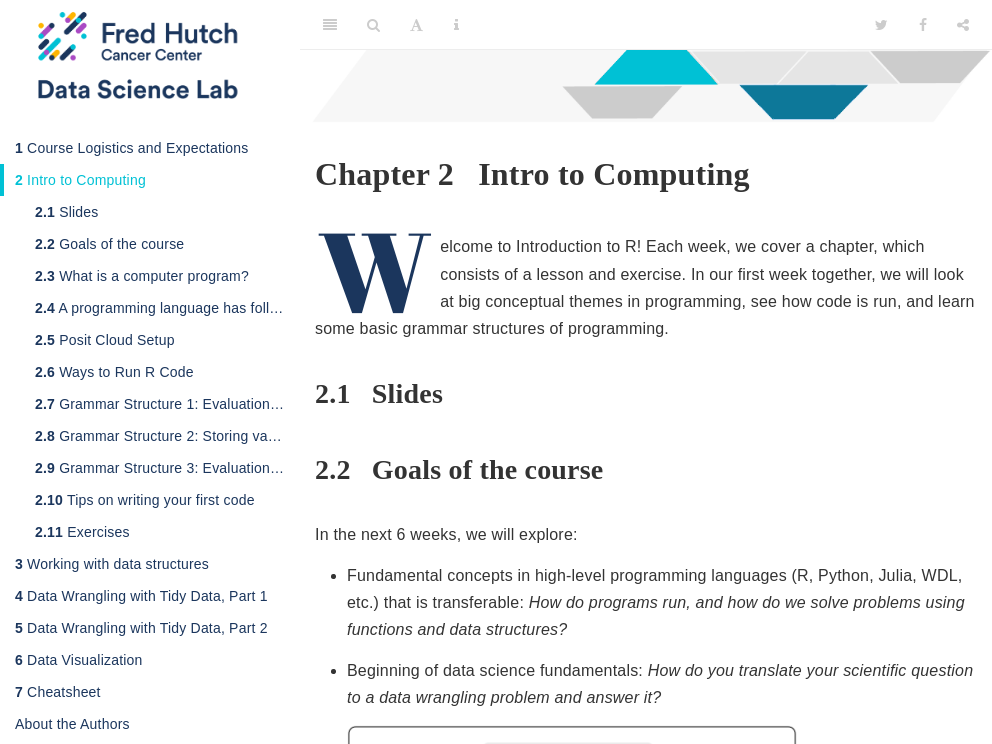 Fred Hutch
Cancer Center
Data Science Lab
1 Course Logistics and Expectations
2 Intro to Computing
2.1 Slides
2.2 Goals of the course
2.3 What is a computer program?
2.4 A programming language has foll…
2.5 Posit Cloud Setup
2.6 Ways to Run R Code
2.7 Grammar Structure 1: Evaluation…
2.8 Grammar Structure 2: Storing va…
2.9 Grammar Structure 3: Evaluation…
2.10 Tips on writing your first code
2.11 Exercises
3 Working with data structures
4 Data Wrangling with Tidy Data, Part 1
5 Data Wrangling with Tidy Data, Part 2
6 Data Visualization
7 Cheatsheet
About the Authors
Chapter 2 Intro to Computing
Welcome to Introduction to R! Each week, we cover a chapter, which
consists of a lesson and exercise. In our first week together, we will look
at big conceptual themes in programming, see how code is run, and learn
some basic grammar structures of programming.
2.1 Slides
2.2 Goals of the course
In the next 6 weeks, we will explore:
• Fundamental concepts in high-level programming languages (R, Python, Julia, WDL,
etc.) that is transferable: How do programs run, and how do we solve problems using
functions and data structures?
• Beginning of data science fundamentals: How do you translate your scientific question
to a data wrangling problem and answer it?